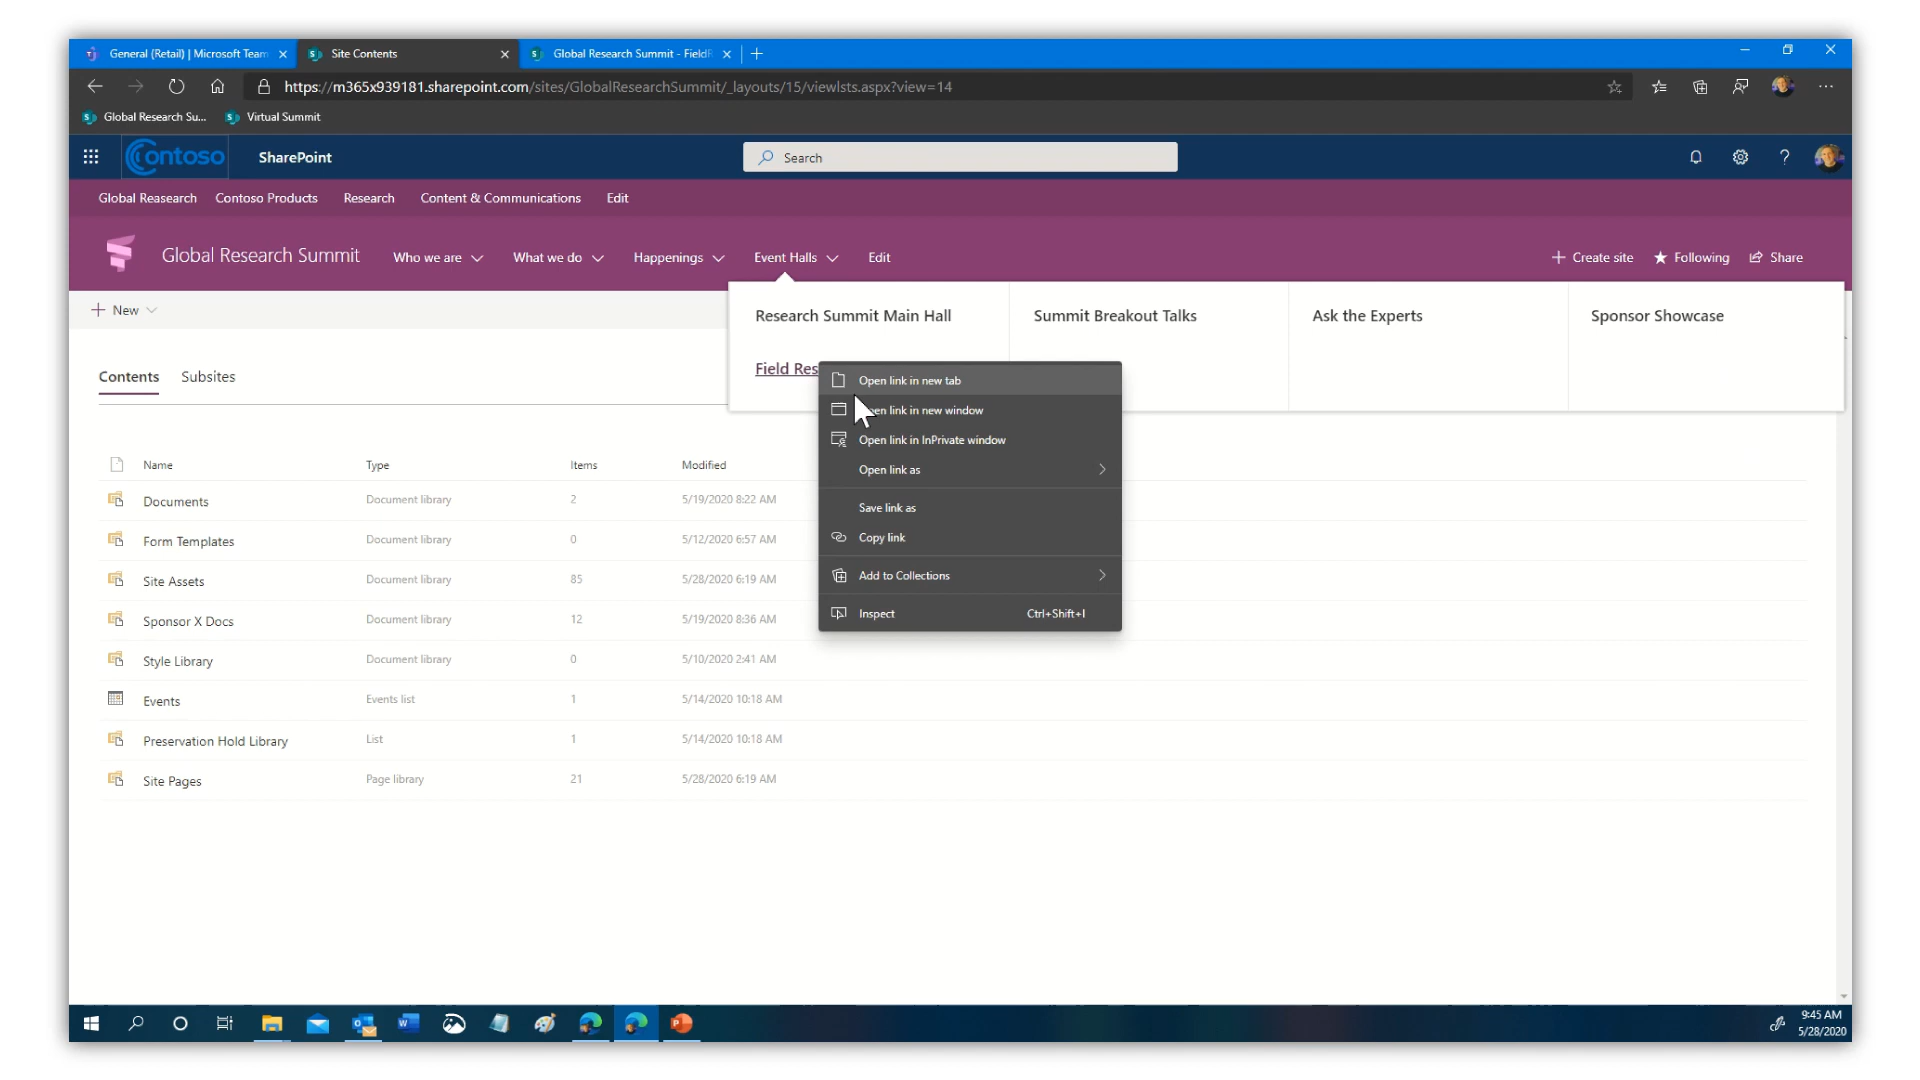 General (Retail) | Microsoft Team
Site Contents
Global Research Summit - Field
https://m365x939181.sharepoint.com/sites/GlobalResearchSummit/_layouts/15/viewlsts.aspx?view=14
Global Research Su...
Virtual Summit
Contoso
SharePoint
Search
Global Reasearch
Contoso Products
Research
Content & Communications
Edit
Global Research Summit
Who we are
What we do
Happenings
Event Halls
Edit
Create site
Following
Share
New
Research Summit Main Hall
Summit Breakout Talks
Ask the Experts
Sponsor Showcase
Field Res
Contents
Subsites
Open link in new tab
en link in new window
Open link in InPrivate window
Open link as
Save link as
Copy link
Add to Collections
Inspect Ctrl+Shift+I
Name Type Items Modified
Documents Document library 2 5/19/2020 8:22 AM
Form Templates Document library 0 5/12/2020 6:57 AM
Site Assets Document library 85 5/28/2020 6:19 AM
Sponsor X Docs Document library 12 5/19/2020 8:36 AM
Style Library Document library 0 5/10/2020 2:41 AM
Events Events list 1 5/14/2020 10:18 AM
Preservation Hold Library List 1 5/14/2020 10:18 AM
Site Pages Page library 21 5/28/2020 6:19 AM
9:45 AM
5/28/2020